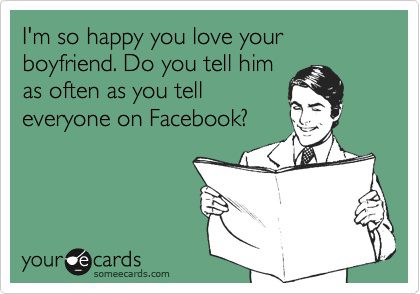 I'm so happy you love your
boyfriend. Do you tell him
as often as you tell
everyone on Facebook?
your e cards
someecards.com